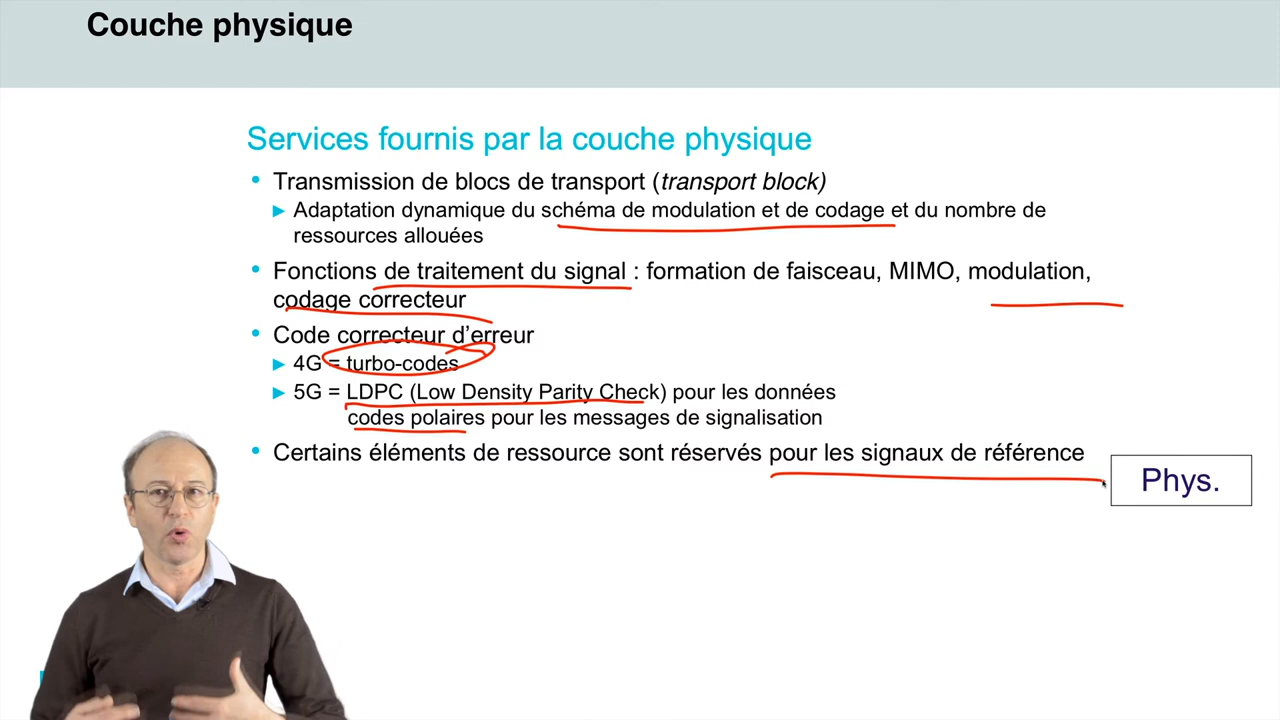 Couche physique
Services fournis par la couche physique
• Transmission de blocs de transport (transport block)
► Adaptation dynamique du schéma de modulation et de codage et du nombre de
ressources allouées
• Fonctions de traitement du signal : formation de faisceau, MIMO, modulation,
codage correcteur
• Code correcteur d'erreur
► 4G = turbo-codes
► 5G = LDPC (Low Density Parity Check) pour les données
codes polaires pour les messages de signalisation
• Certains éléments de ressource sont réservés pour les signaux de référence
Phys.